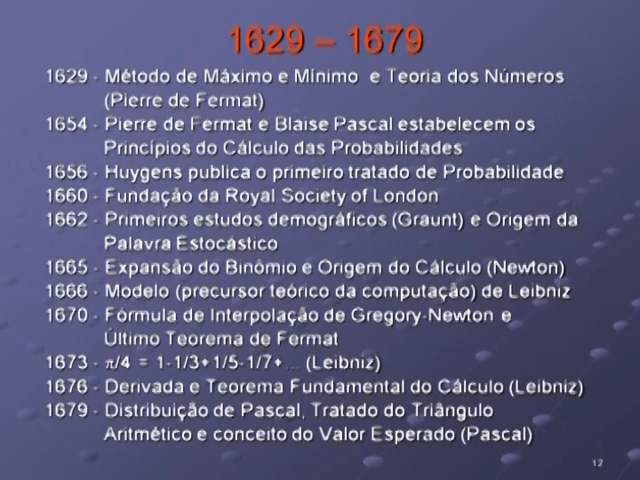 1629 – 1679
1629 - Método de Máximo e Mínimo e Teoria dos Números
(Pierre de Fermat)
1654 - Pierre de Fermat e Blaise Pascal estabelecem os
Princípios do Cálculo das Probabilidades
1656 - Huygens publica o primeiro tratado de Probabilidade
1660 - Fundação da Royal Society of London
1662 - Primeiros estudos demográficos (Graunt) e Origem da
Palavra Estocástico
1665 - Expansão do Binômio e Origem do Cálculo (Newton)
1666 - Modelo (precursor teórico da computação) de Leibniz
1670 - Fórmula de Interpolação de Gregory-Newton e
Último Teorema de Fermat
1673 - π/4 = 1-1/3+1/5-1/7+... (Leibniz)
1676 - Derivada e Teorema Fundamental do Cálculo (Leibniz)
1679 - Distribuição de Pascal, Tratado do Triângulo
Aritmético e conceito do Valor Esperado (Pascal)
12